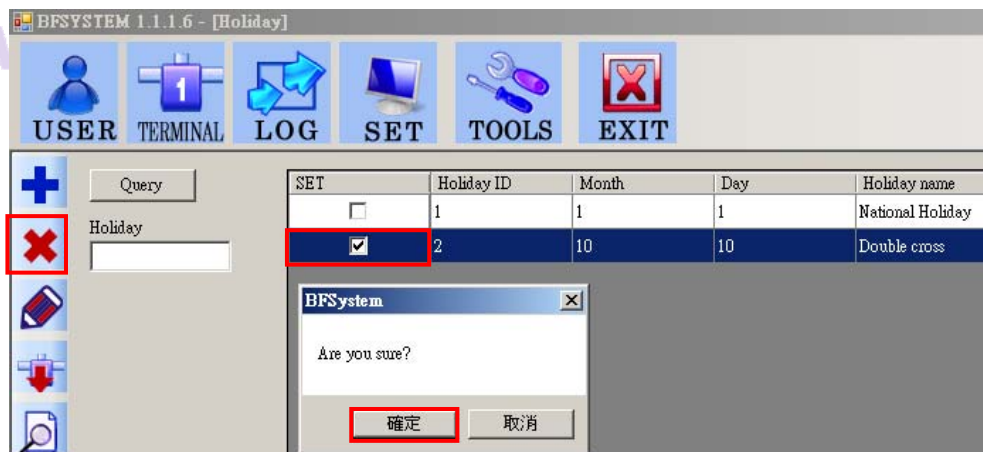 BFSYSTEM 1.1.1.6 - [Holiday]
1
USER TERMINAL LOG SET TOOLS EXIT
Query
SET Holiday ID Month Day Holiday name
1 1 1 National Holiday
Holiday
2 10 10 Double cross
BFSystem
Are you sure?
確定 取消